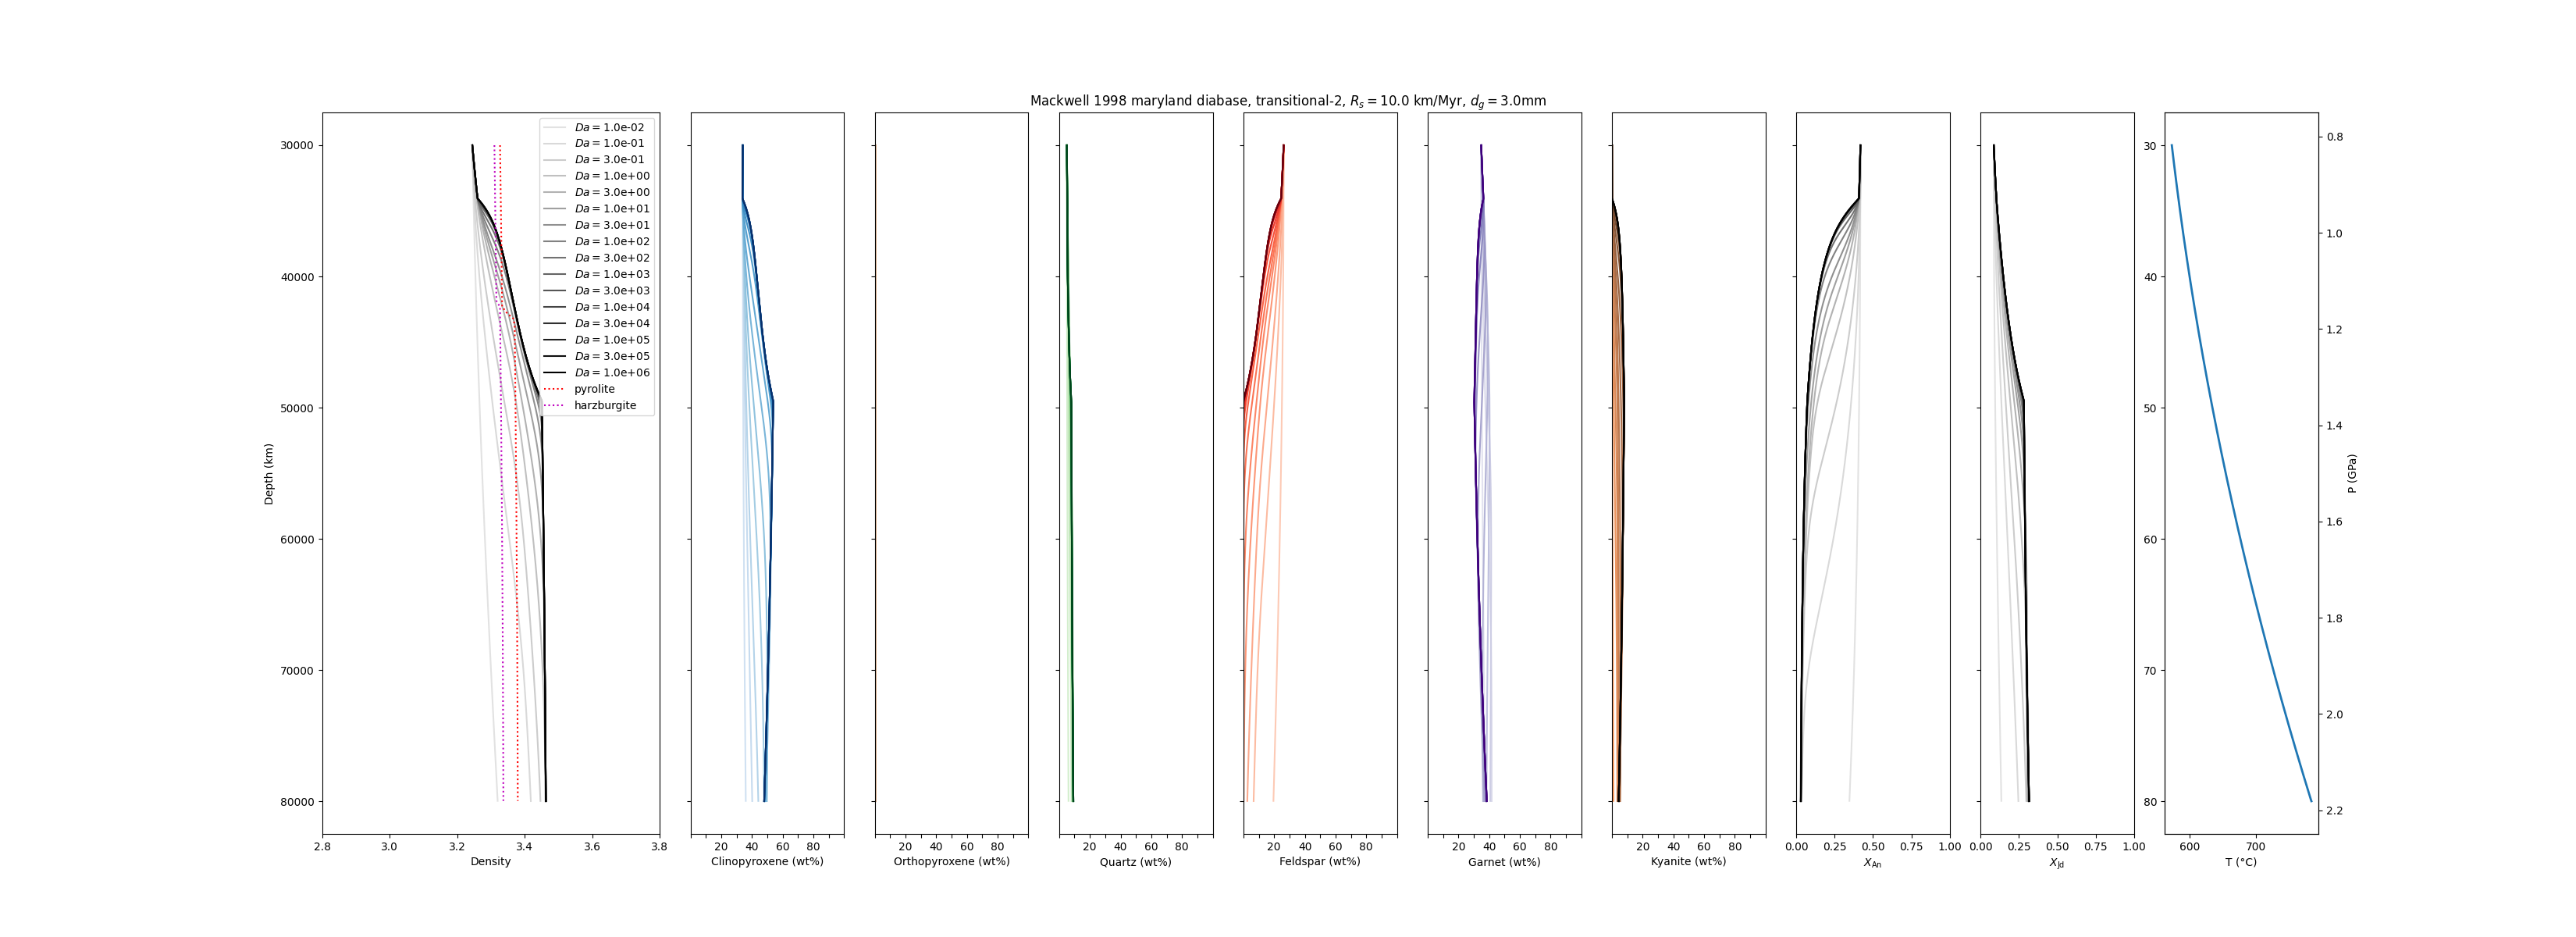 Mackwell 1998 maryland diabase, transitional-2, R_s = 10.0 km/Myr, d_g = 3.0mm
Da = 1.0e-02
Da = 1.0e-01
Da = 3.0e-01
Da = 1.0e+00
Da = 3.0e+00
Da = 1.0e+01
Da = 3.0e+01
Da = 1.0e+02
Da = 3.0e+02
Da = 1.0e+03
Da = 3.0e+03
Da = 1.0e+04
Da = 3.0e+04
Da = 1.0e+05
Da = 3.0e+05
Da = 1.0e+06
pyrolite
harzburgite
Depth (km)
30000
40000
50000
60000
70000
80000
2.8 3.0 3.2 3.4 3.6 3.8
Density
20 40 60 80
Clinopyroxene (wt%)
20 40 60 80
Orthopyroxene (wt%)
20 40 60 80
Quartz (wt%)
20 40 60 80
Feldspar (wt%)
20 40 60 80
Garnet (wt%)
20 40 60 80
Kyanite (wt%)
0.00 0.25 0.50 0.75 1.00
X_An
0.00 0.25 0.50 0.75 1.00
X_Jd
30
40
50
60
70
80
600 700
T (°C)
0.8
1.0
1.2
1.4
1.6
1.8
2.0
2.2
P (GPa)